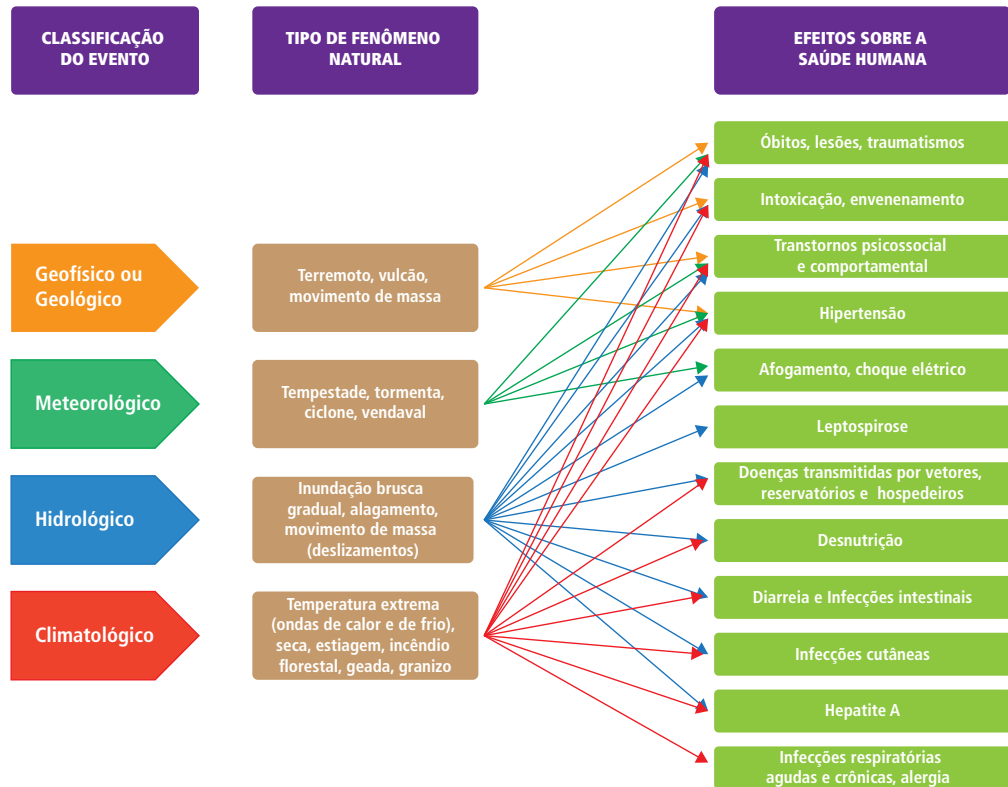 CLASSIFICAÇÃO
DO EVENTO
TIPO DE FENÔMENO
NATURAL
EFEITOS SOBRE A
SAÚDE HUMANA
Geofísico ou
Geológico
Meteorológico
Hidrológico
Climatológico
Terremoto, vulcão,
movimento de massa
Tempestade, tormenta,
ciclone, vendaval
Inundação brusca
gradual, alagamento,
movimento de massa
(deslizamentos)
Temperatura extrema
(ondas de calor e de frio),
seca, estiagem, incêndio
florestal, geada, granizo
Óbitos, lesões, traumatismos
Intoxicação, envenenamento
Transtornos psicossocial
e comportamental
Hipertensão
Afogamento, choque elétrico
Leptospirose
Doenças transmitidas por vetores,
reservatórios e hospedeiros
Desnutrição
Diarreia e Infecções intestinais
Infecções cutâneas
Hepatite A
Infecções respiratórias
agudas e crônicas, alergia